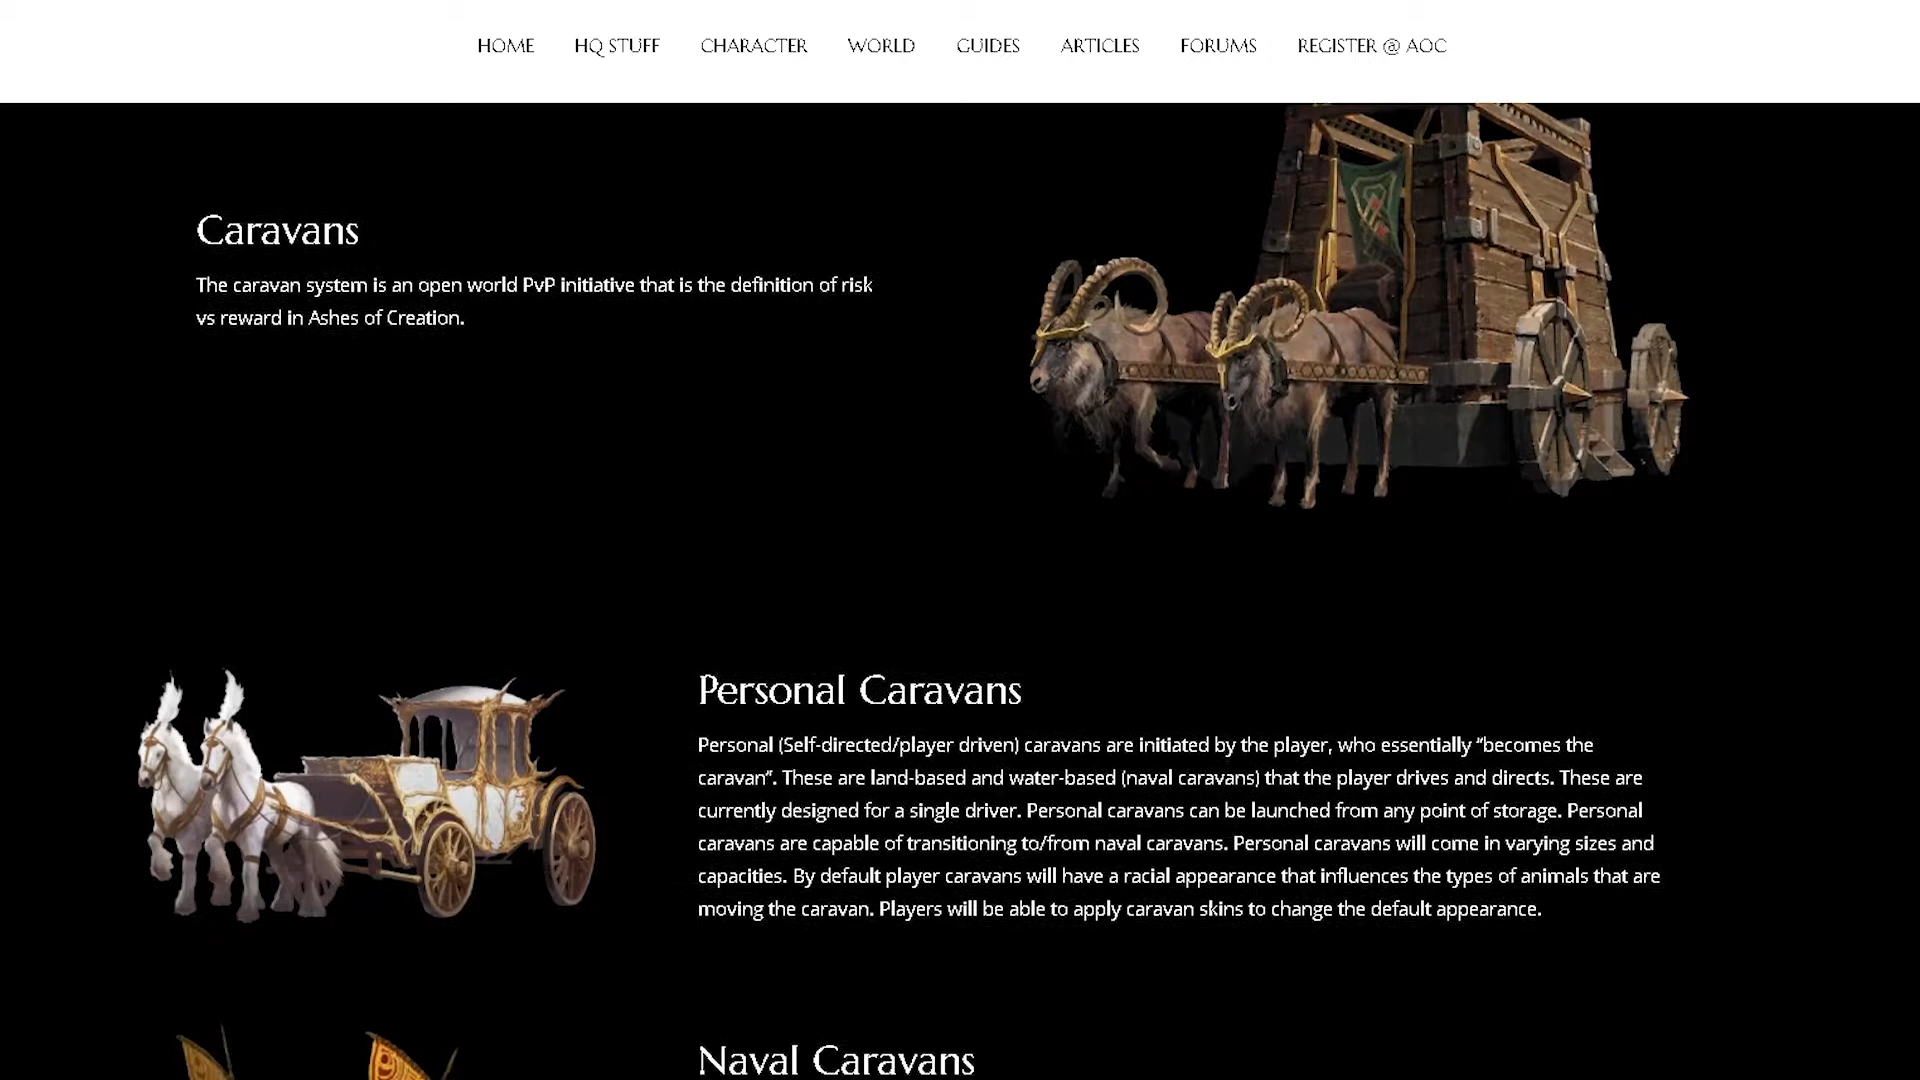 HOME HQ STUFF CHARACTER WORLD GUIDES ARTICLES FORUMS REGISTER @ AOC
Caravans
The caravan system is an open world PvP initiative that is the definition of risk
vs reward in Ashes of Creation.
Personal Caravans
Personal (Self-directed/player driven) caravans are initiated by the player, who essentially “becomes the
caravan”. These are land-based and water-based (naval caravans) that the player drives and directs. These are
currently designed for a single driver. Personal caravans can be launched from any point of storage. Personal
caravans are capable of transitioning to/from naval caravans. Personal caravans will come in varying sizes and
capacities. By default player caravans will have a racial appearance that influences the types of animals that are
moving the caravan. Players will be able to apply caravan skins to change the default appearance.
Naval Caravans